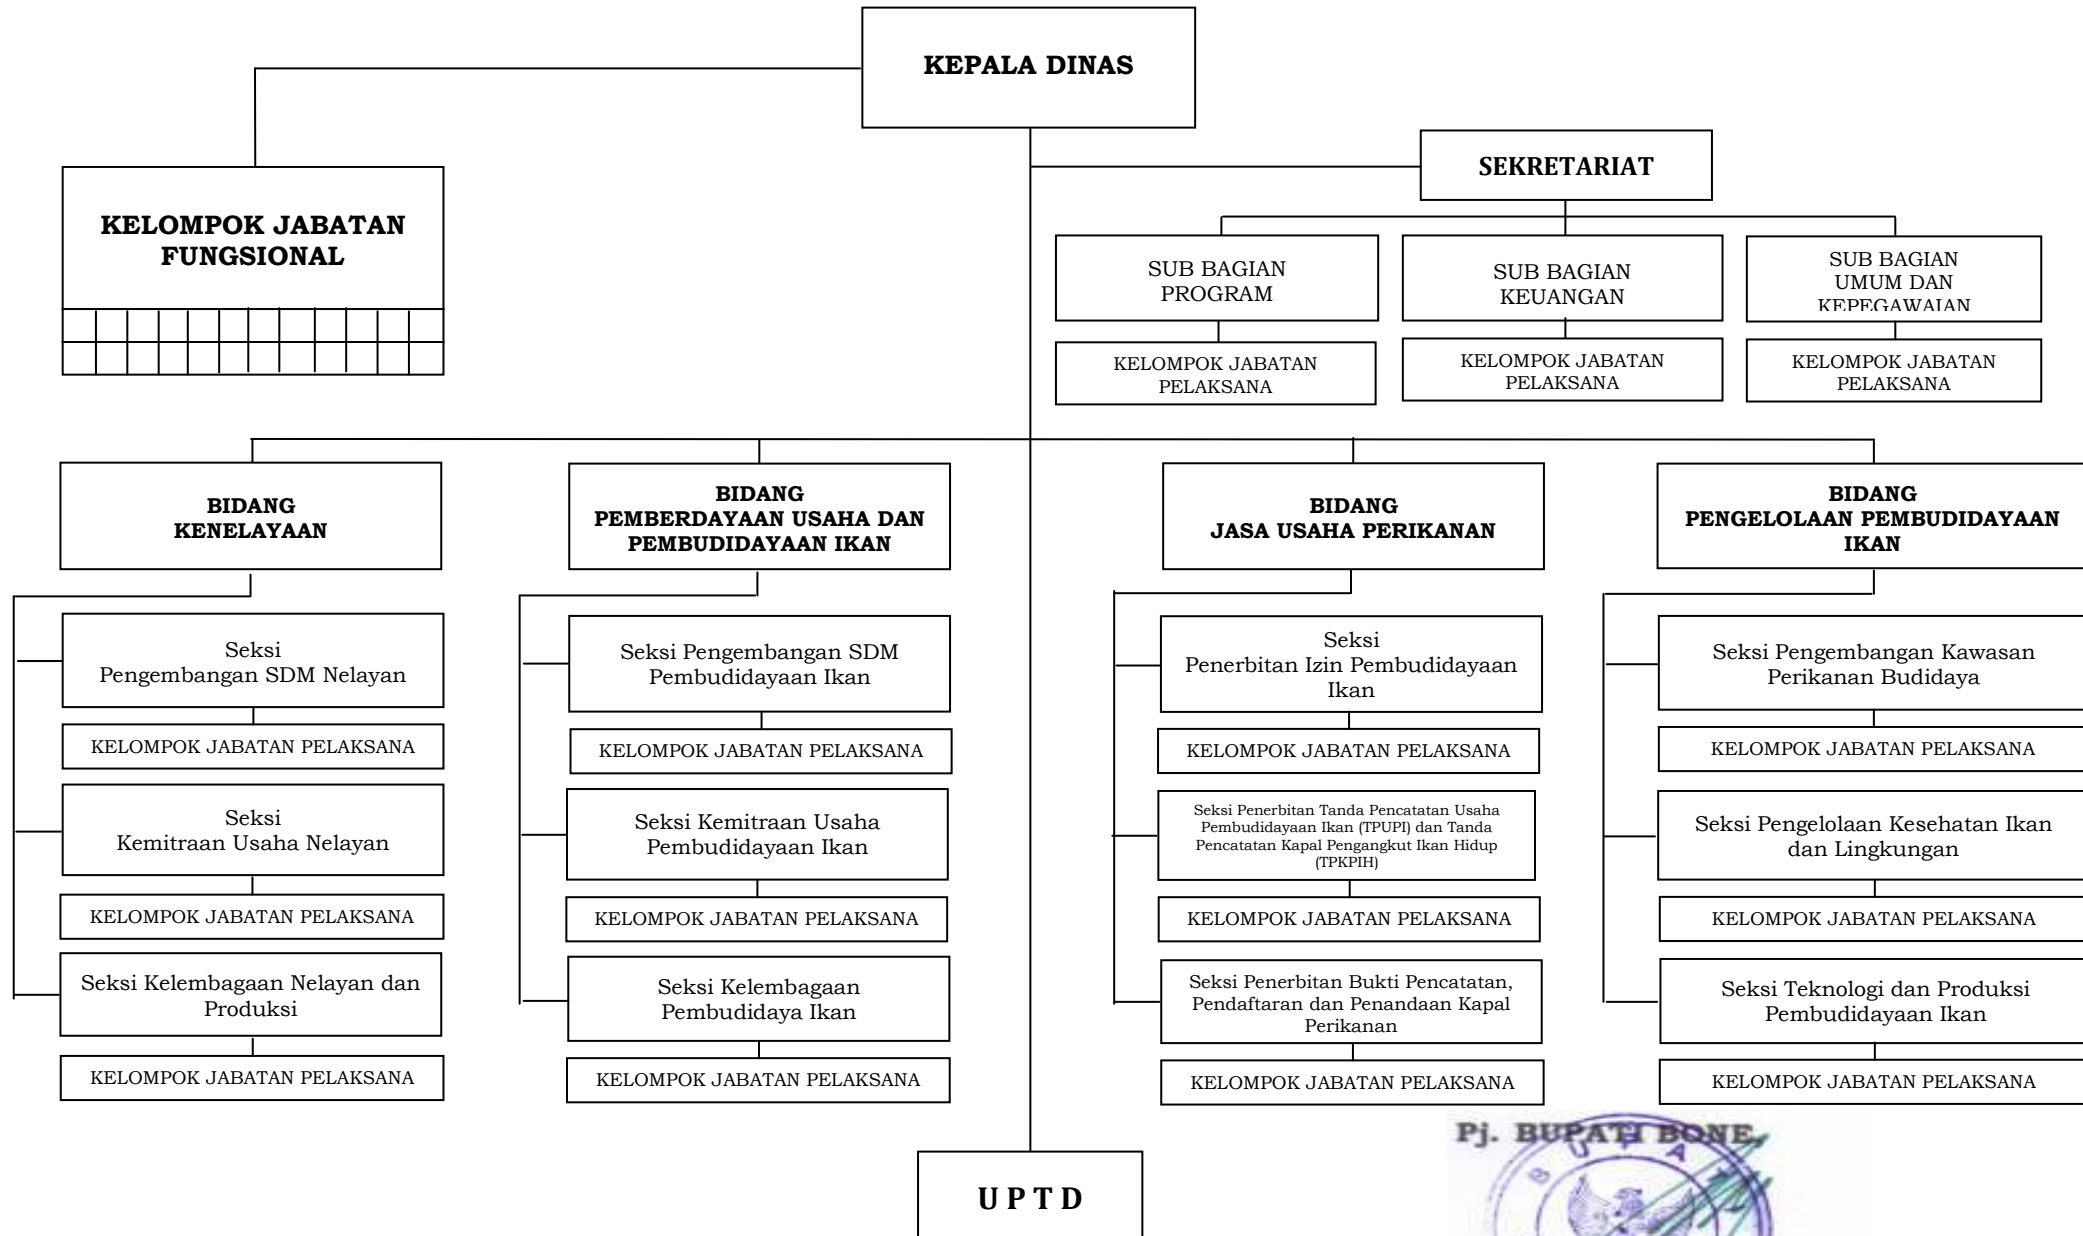 KEPALA DINAS
SEKRETARIAT
KELOMPOK JABATAN
FUNGSIONAL
SUB BAGIAN
PROGRAM
SUB BAGIAN
KEUANGAN
SUB BAGIAN
UMUM DAN
KEPEGAWAIAN
KELOMPOK JABATAN
PELAKSANA
KELOMPOK JABATAN
PELAKSANA
KELOMPOK JABATAN
PELAKSANA
BIDANG
KENELAYAAN
BIDANG
PEMBERDAYAAN USAHA DAN
PEMBUDIDAYAAN IKAN
BIDANG
JASA USAHA PERIKANAN
BIDANG
PENGELOLAAN PEMBUDIDAYAAN
IKAN
Seksi
Pengembangan SDM Nelayan
KELOMPOK JABATAN PELAKSANA
Seksi
Kemitraan Usaha Nelayan
KELOMPOK JABATAN PELAKSANA
Seksi Kelembagaan Nelayan dan
Produksi
KELOMPOK JABATAN PELAKSANA
Seksi Pengembangan SDM
Pembudidayaan Ikan
KELOMPOK JABATAN PELAKSANA
Seksi Kemitraan Usaha
Pembudidayaan Ikan
KELOMPOK JABATAN PELAKSANA
Seksi Kelembagaan
Pembudidaya Ikan
KELOMPOK JABATAN PELAKSANA
Seksi
Penerbitan Izin Pembudidayaan
Ikan
KELOMPOK JABATAN PELAKSANA
Seksi Penerbitan Tanda Pencatatan Usaha
Pembudidayaan Ikan (TPUPI) dan Tanda
Pencatatan Kapal Pengangkut Ikan Hidup
(TPKPIH)
KELOMPOK JABATAN PELAKSANA
Seksi Penerbitan Bukti Pencatatan,
Pendaftaran dan Penandaan Kapal
Perikanan
KELOMPOK JABATAN PELAKSANA
Seksi Pengembangan Kawasan
Perikanan Budidaya
KELOMPOK JABATAN PELAKSANA
Seksi Pengelolaan Kesehatan Ikan
dan Lingkungan
KELOMPOK JABATAN PELAKSANA
Seksi Teknologi dan Produksi
Pembudidayaan Ikan
KELOMPOK JABATAN PELAKSANA
Pj. BUPATI BONE,
B U P A
U P T D